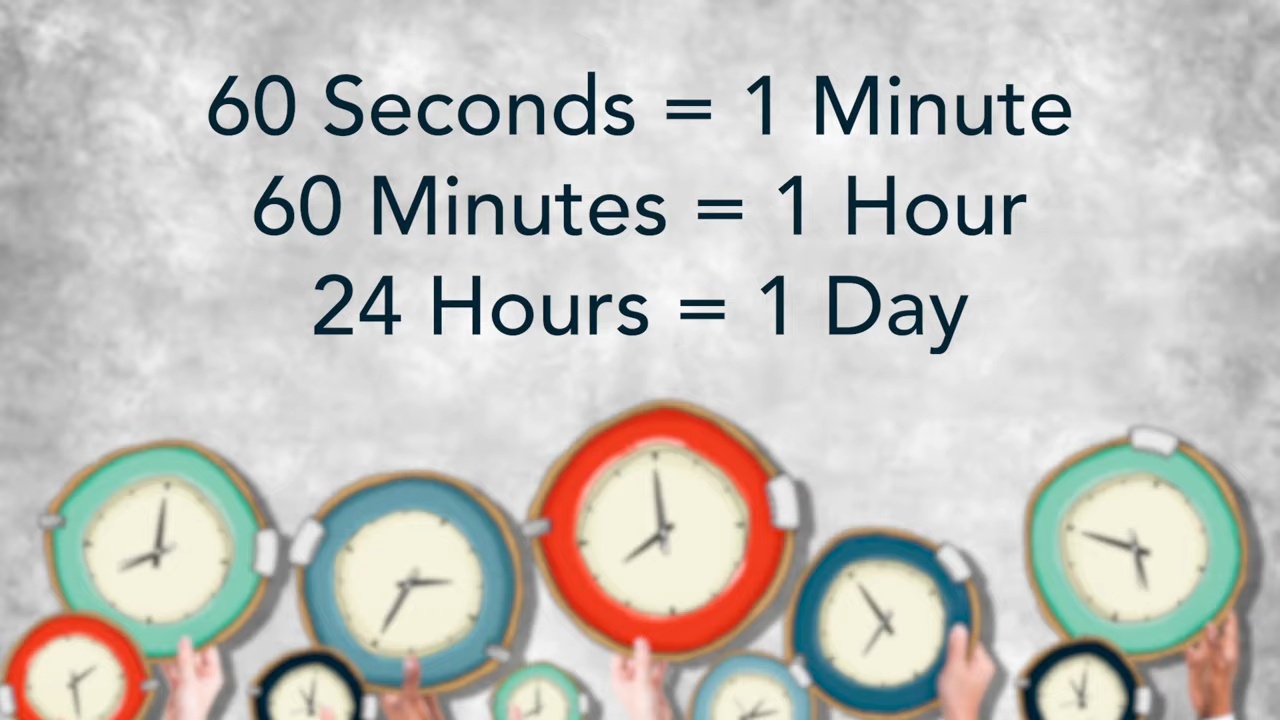 60 Seconds = 1 Minute
60 Minutes = 1 Hour
24 Hours = 1 Day